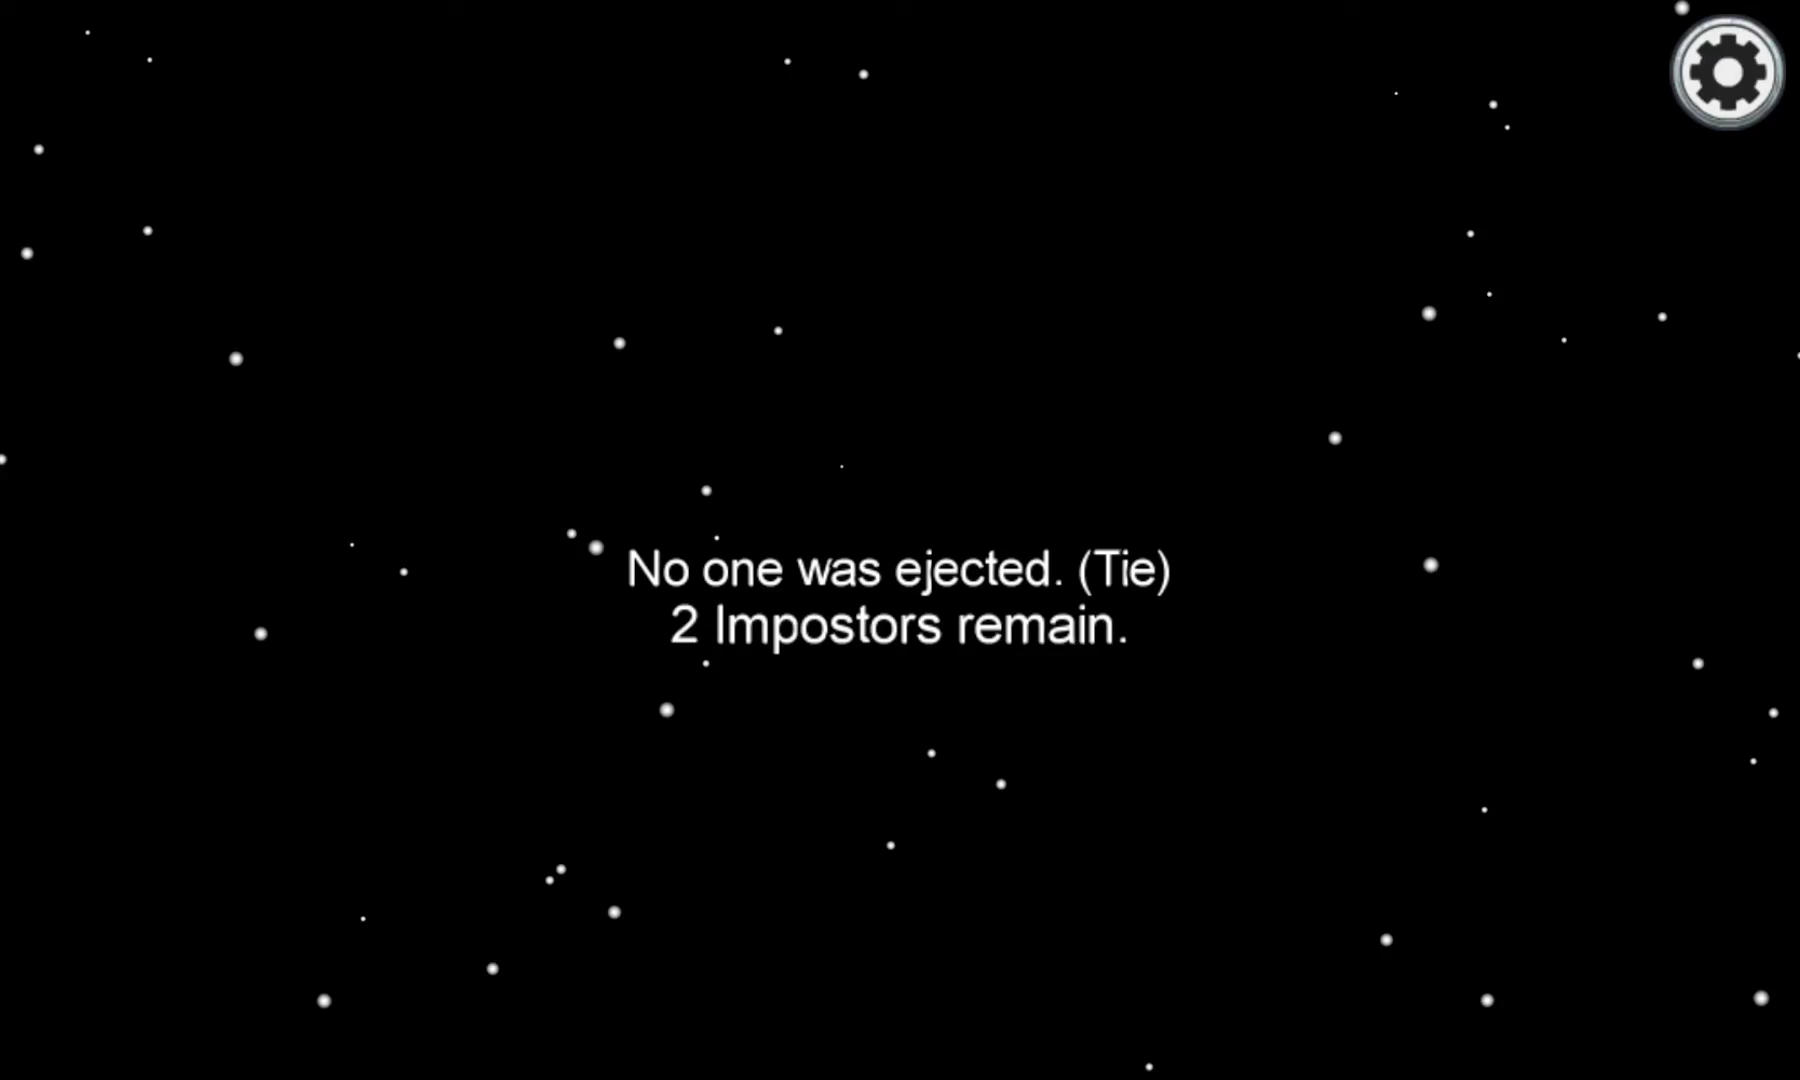 No one was ejected. (Tie)
2 Impostors remain.